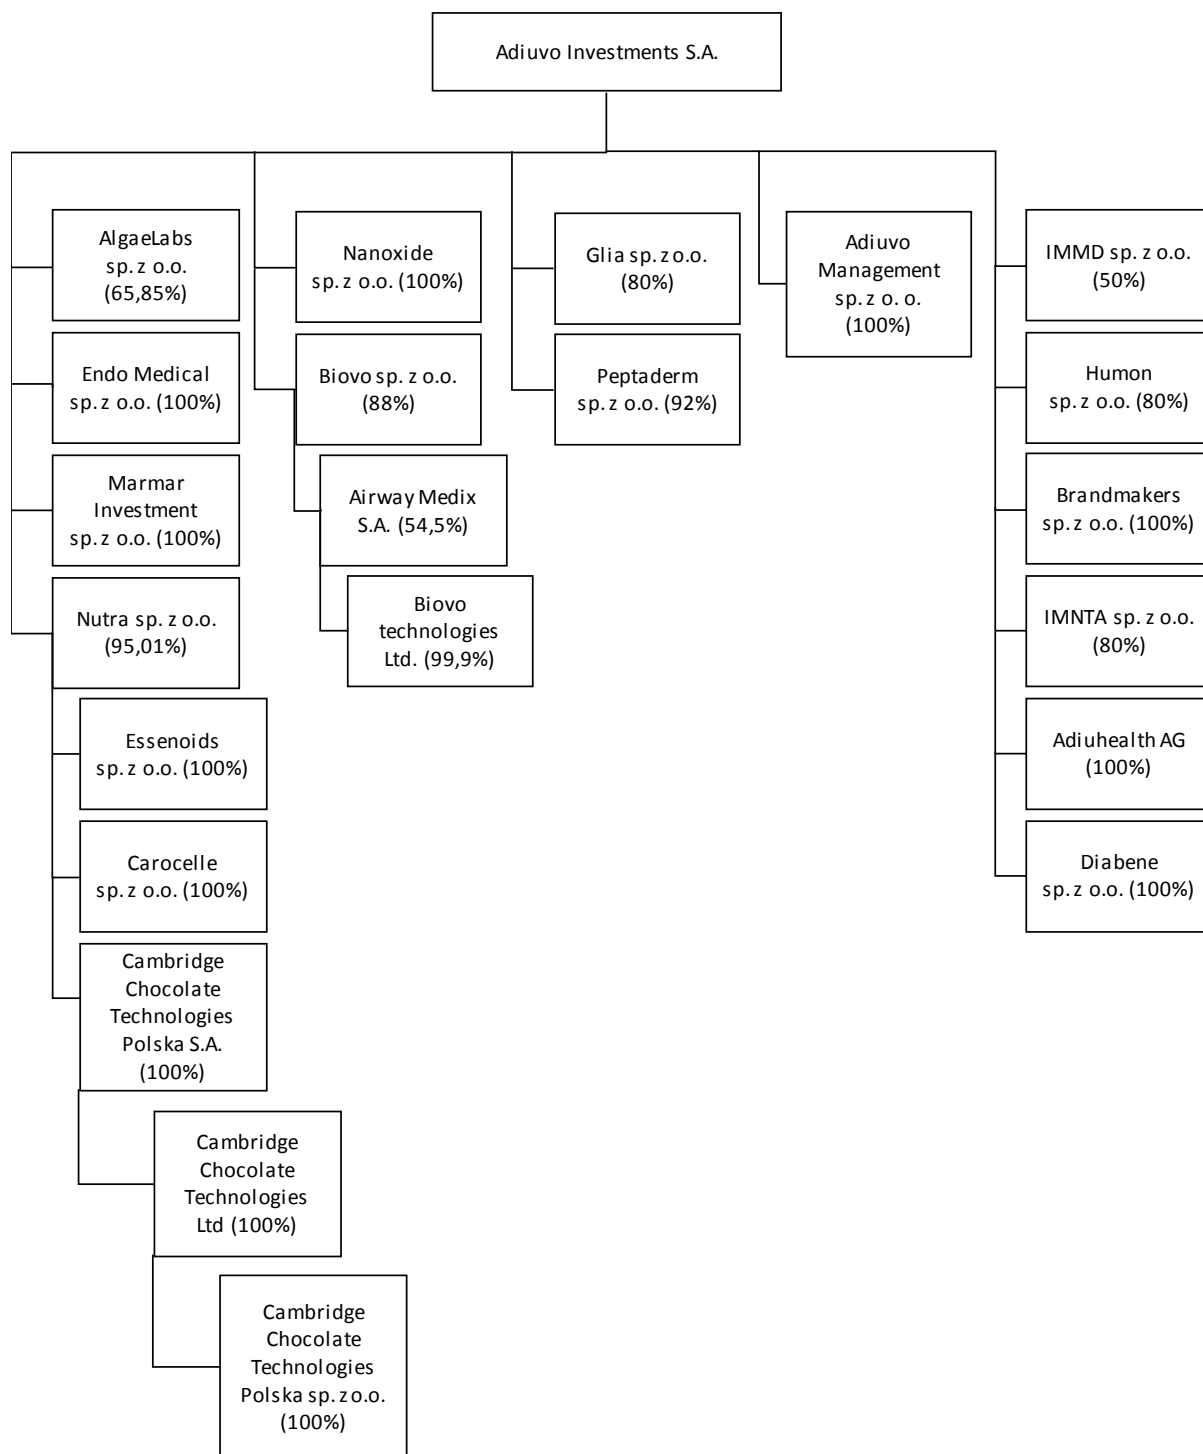 Adiuvo Investments S.A.
AlgaeLabs
sp. z o.o.
(65,85%)
Endo Medical
sp. z o.o. (100%)
Marmar
Investment
sp. z o.o. (100%)
Nutra sp. z o.o.
(95,01%)
Essenoids
sp. z o.o. (100%)
Carocelle
sp. z o.o. (100%)
Cambridge
Chocolate
Technologies
Polska S.A.
(100%)
Cambridge
Chocolate
Technologies
Ltd (100%)
Cambridge
Chocolate
Technologies
Polska sp. z o.o.
(100%)
Nanoxide
sp. z o.o. (100%)
Biovo sp. z o.o.
(88%)
Airway Medix
S.A. (54,5%)
Biovo
technologies
Ltd. (99,9%)
Glia sp. z o.o.
(80%)
Peptaderm
sp. z o.o. (92%)
Adiuvo
Management
sp. z o. o.
(100%)
IMMD sp. z o.o.
(50%)
Humon
sp. z o.o. (80%)
Brandmakers
sp. z o.o. (100%)
IMNTA sp. z o.o.
(80%)
Adiuhealth AG
(100%)
Diabene
sp. z o.o. (100%)